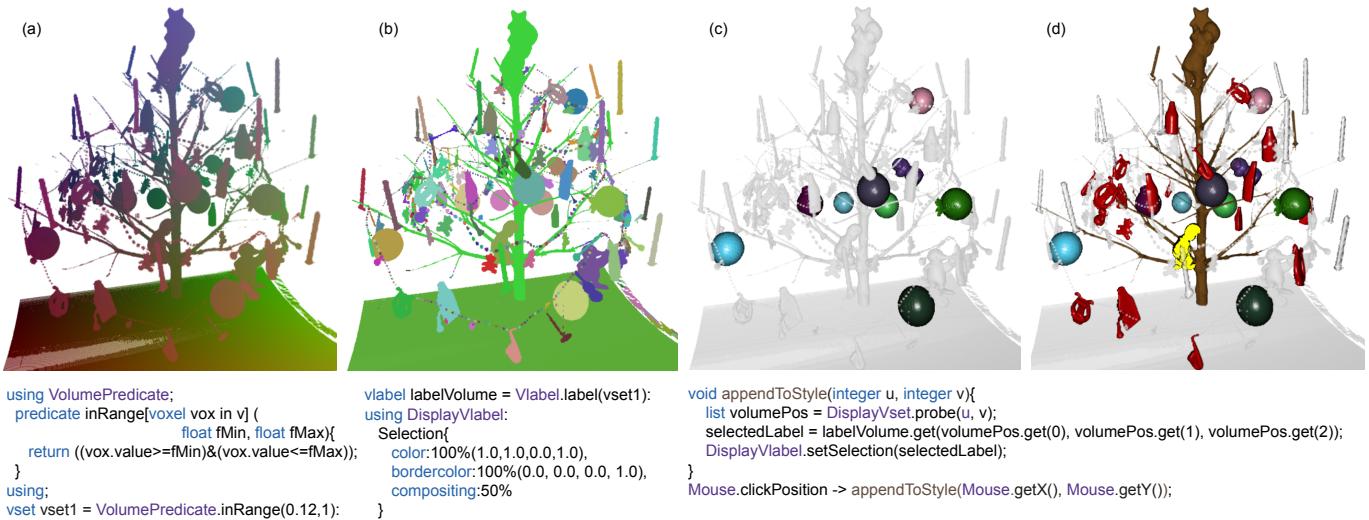 (a)
(b)
(c)
(d)
using VolumePredicate;
predicate inRange[voxel vox in v] (
float fMin, float fMax){
return ((vox.value>=fMin)&(vox.value<=fMax));
}
using;
vset vset1 = VolumePredicate.inRange(0.12,1):
vlabel labelVolume = Vlabel.label(vset1):
using DisplayVlabel:
Selection{
color:100%(1.0,1.0,0.0,1.0),
bordercolor:100%(0.0, 0.0, 0.0, 1.0),
compositing:50%
}
void appendToStyle(integer u, integer v){
list volumePos = DisplayVset.probe(u, v);
selectedLabel = labelVolume.get(volumePos.get(0), volumePos.get(1), volumePos.get(2));
DisplayVlabel.setSelection(selectedLabel);
}
Mouse.clickPosition -> appendToStyle(Mouse.getX(), Mouse.getY());